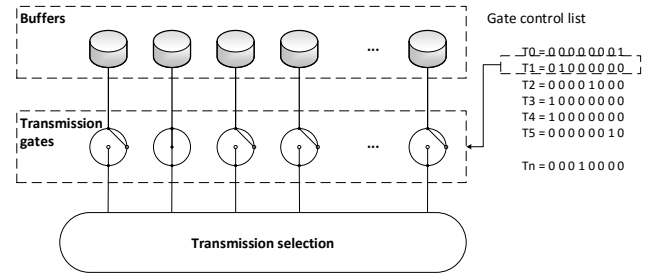 Buffers
Gate control list
...
T0 = 0 0 0 0 0 0 0 1
T1 = 0 1 0 0 0 0 0 0
T2 = 0 0 0 0 1 0 0 0
T3 = 1 0 0 0 0 0 0 0
T4 = 1 0 0 0 0 0 0 0
T5 = 0 0 0 0 0 0 1 0
Tn = 0 0 0 1 0 0 0 0
Transmission
gates
...
Transmission selection